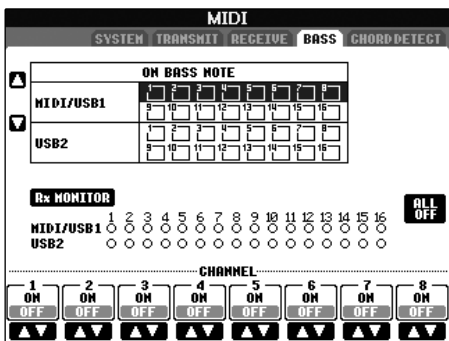 MIDI
SYSTEM TRANSMIT RECEIVE BASS CHORD DETECT
ON BASS NOTE
MIDI/USB1
1 2 3 4 5 6 7 8
9 10 11 12 13 14 15 16
USB2
1 2 3 4 5 6 7 8
9 10 11 12 13 14 15 16
Rx MONITOR
ALL OFF
1 2 3 4 5 6 7 8 9 10 11 12 13 14 15 16
MIDI/USB1
USB2
CHANNEL
1 2 3 4 5 6 7 8
ON ON ON ON ON ON ON ON
OFF OFF OFF OFF OFF OFF OFF OFF